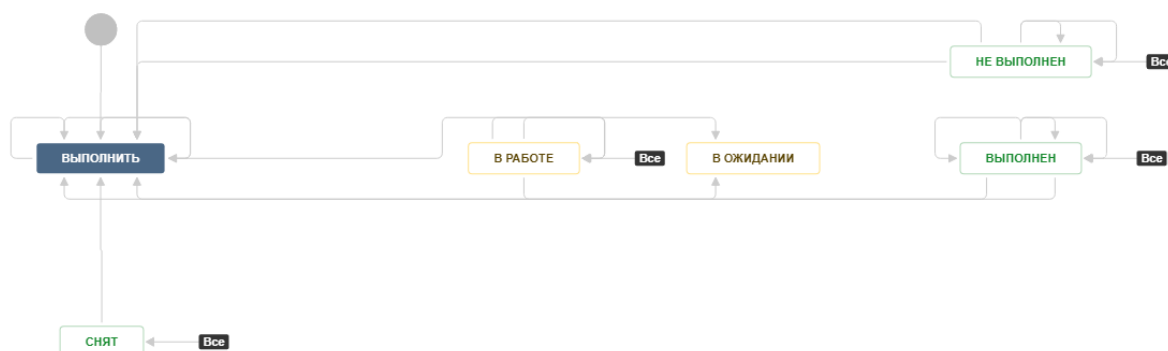 НЕ ВЫПОЛНЕН
Все
ВЫПОЛНИТЬ
В РАБОТЕ
Все
В ОЖИДАНИИ
ВЫПОЛНЕН
Все
СНЯТ
Все